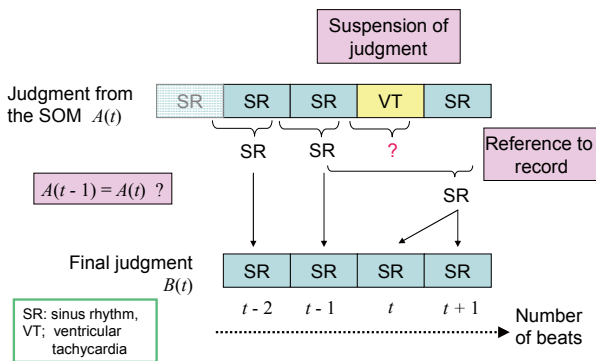 Suspension of
judgment
Judgment from
the SOM A(t)
SR SR SR VT SR
SR SR ?
Reference to
record
A(t - 1) = A(t) ?
SR
Final judgment
B(t)
SR SR SR SR
t - 2 t - 1 t t + 1
SR: sinus rhythm,
VT; ventricular
tachycardia
Number
of beats